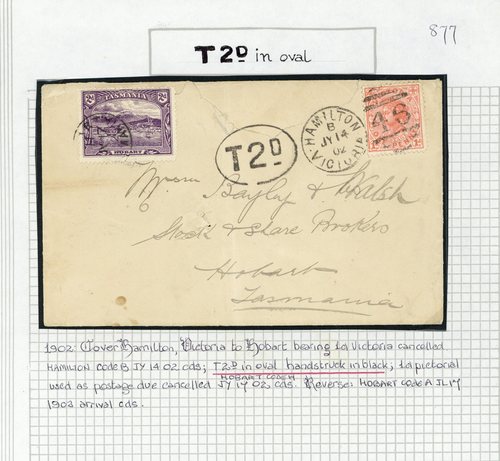 877
T2D in oval
TASMANIA
2d 2d
HOBART
T2D
HAMILTON
B
JY 14
02
VICTORIA
48
Messrs Bayley & Walsh
Stock & Share Brokers
Hobart
Tasmania
1902: Cover Hamilton, Victoria to Hobart bearing 1d Victoria cancelled
HAMILTON CODE B JY 14 02 cds; T2D in oval handstruck in black; 2d pictorial
HOBART CODE A
used as postage due cancelled JY 17 02 cds. Reverse: HOBART CODE A JL 17
1902 arrival cds.